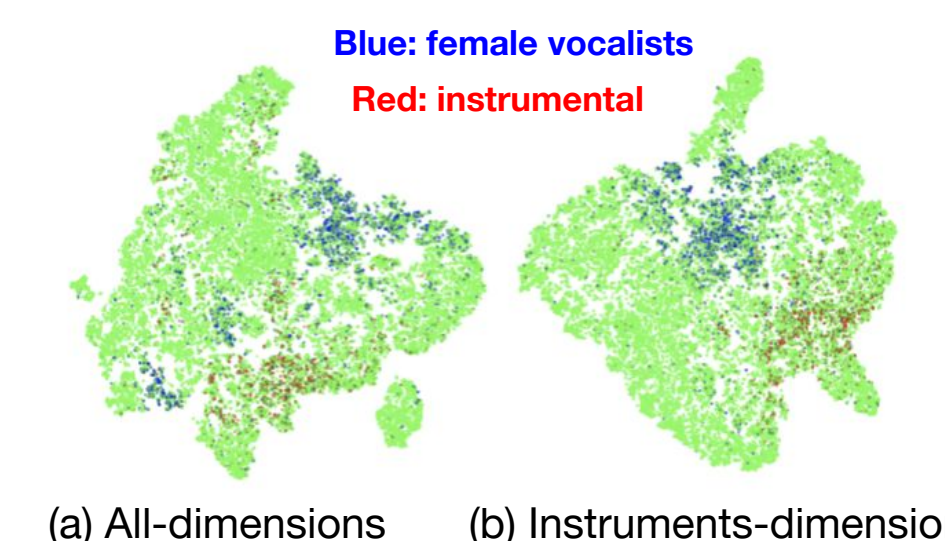 Blue: female vocalists
Red: instrumental
(a) All-dimensions
(b) Instruments-dimensio